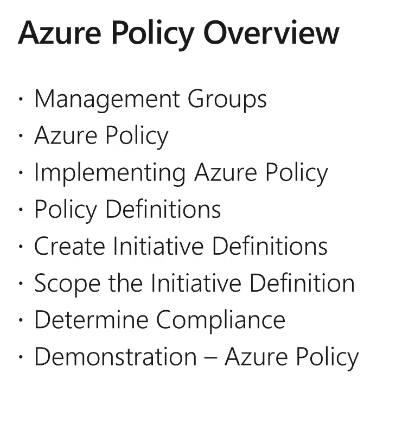 Azure Policy Overview
· Management Groups
· Azure Policy
· Implementing Azure Policy
· Policy Definitions
· Create Initiative Definitions
· Scope the Initiative Definition
· Determine Compliance
· Demonstration – Azure Policy